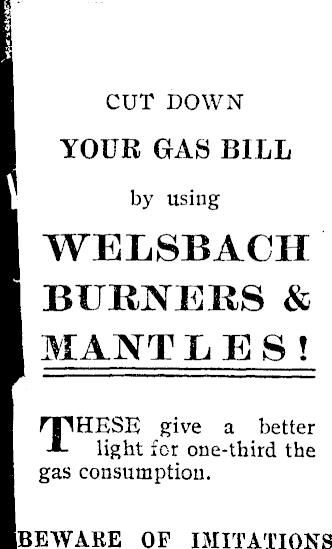 CUT DOWN
YOUR GAS BILL
by using
WELSBACH
BURNERS &
MANTLES!
THESE give a better
light for one-third the
gas consumption.
BEWARE OF IMITATIONS